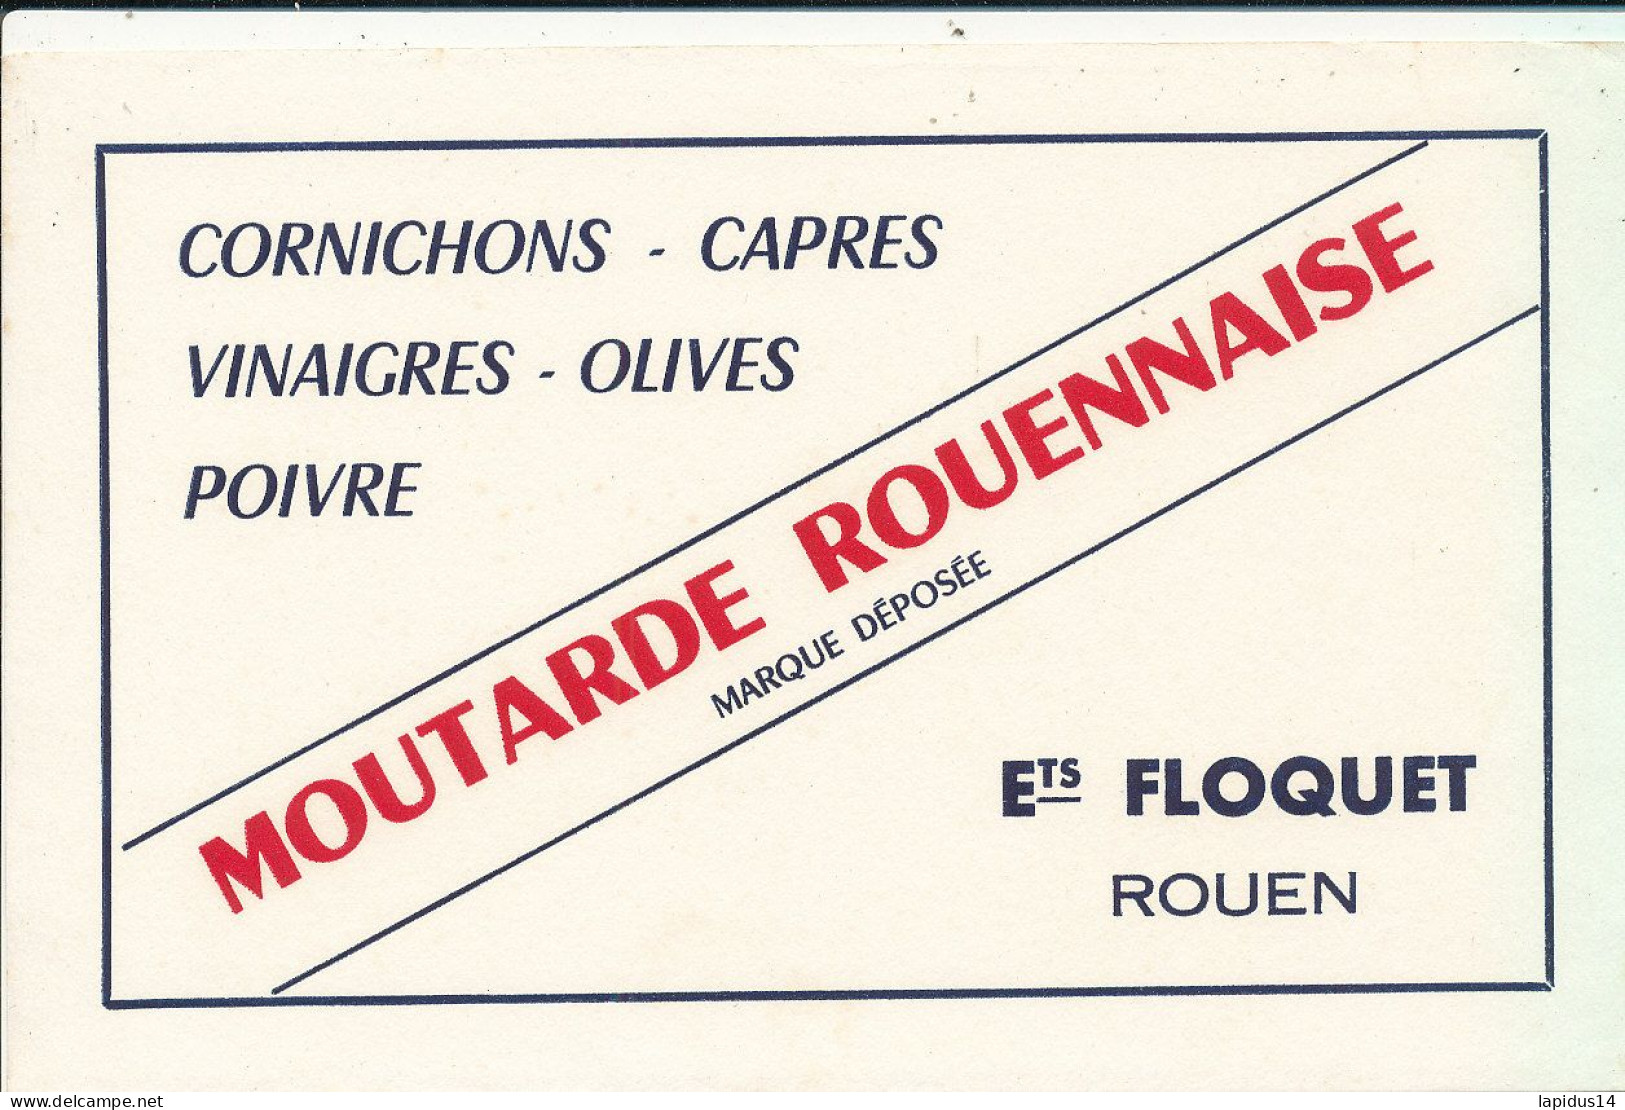 CORNICHONS - CAPRES
VINAIGRES - OLIVES
POIVRE
MOUTARDE ROUENNAISE
MARQUE DÉPOSÉE
ETS FLOQUET
ROUEN
www.delcampe.net
lapidus14